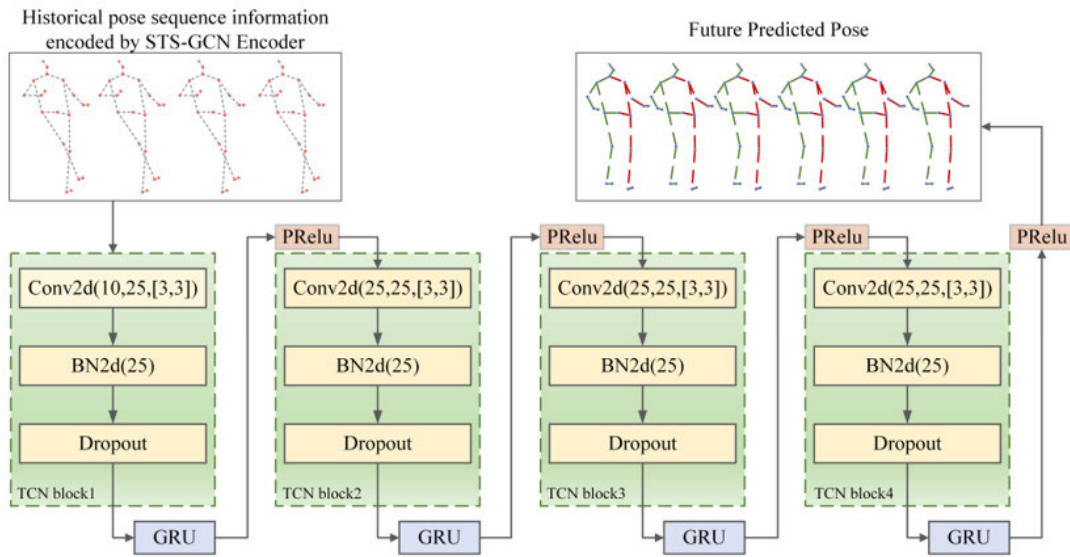 Historical pose sequence information
encoded by STS-GCN Encoder
Future Predicted Pose
PRelu
PRelu
PRelu
PRelu
Conv2d(10,25,[3,3])
BN2d(25)
Dropout
TCN block1
GRU
Conv2d(25,25,[3,3])
BN2d(25)
Dropout
TCN block2
GRU
Conv2d(25,25,[3,3])
BN2d(25)
Dropout
TCN block3
GRU
Conv2d(25,25,[3,3])
BN2d(25)
Dropout
TCN block4
GRU